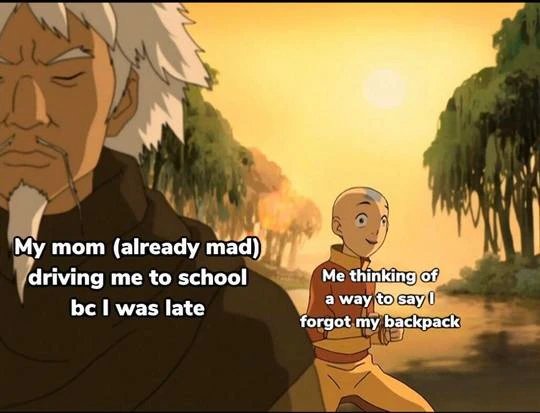 My mom (already mad)
driving me to school
bc I was late
Me thinking of
a way to say I
forgot my backpack